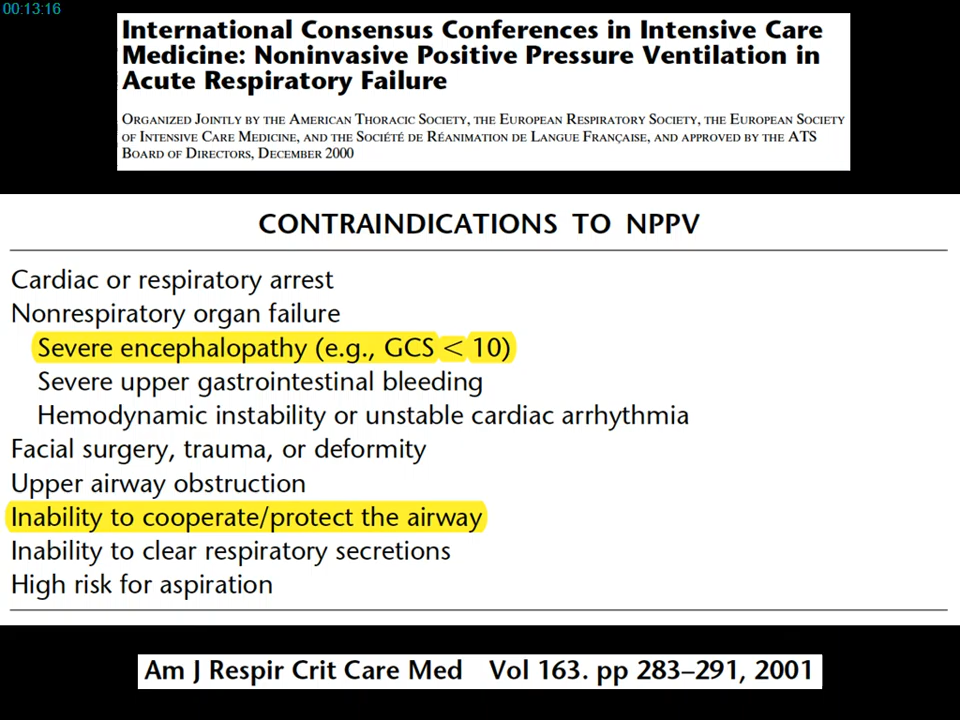 00:13:16
International Consensus Conferences in Intensive Care
Medicine: Noninvasive Positive Pressure Ventilation in
Acute Respiratory Failure
ORGANIZED JOINTLY BY THE AMERICAN THORACIC SOCIETY, THE EUROPEAN RESPIRATORY SOCIETY, THE EUROPEAN SOCIETY
OF INTENSIVE CARE MEDICINE, AND THE SOCIÉTÉ DE RÉANIMATION DE LANGUE FRANÇAISE, AND APPROVED BY THE ATS
BOARD OF DIRECTORS, DECEMBER 2000
CONTRAINDICATIONS TO NPPV
Cardiac or respiratory arrest
Nonrespiratory organ failure
Severe encephalopathy (e.g., GCS < 10)
Severe upper gastrointestinal bleeding
Hemodynamic instability or unstable cardiac arrhythmia
Facial surgery, trauma, or deformity
Upper airway obstruction
Inability to cooperate/protect the airway
Inability to clear respiratory secretions
High risk for aspiration
Am J Respir Crit Care Med Vol 163. pp 283–291, 2001